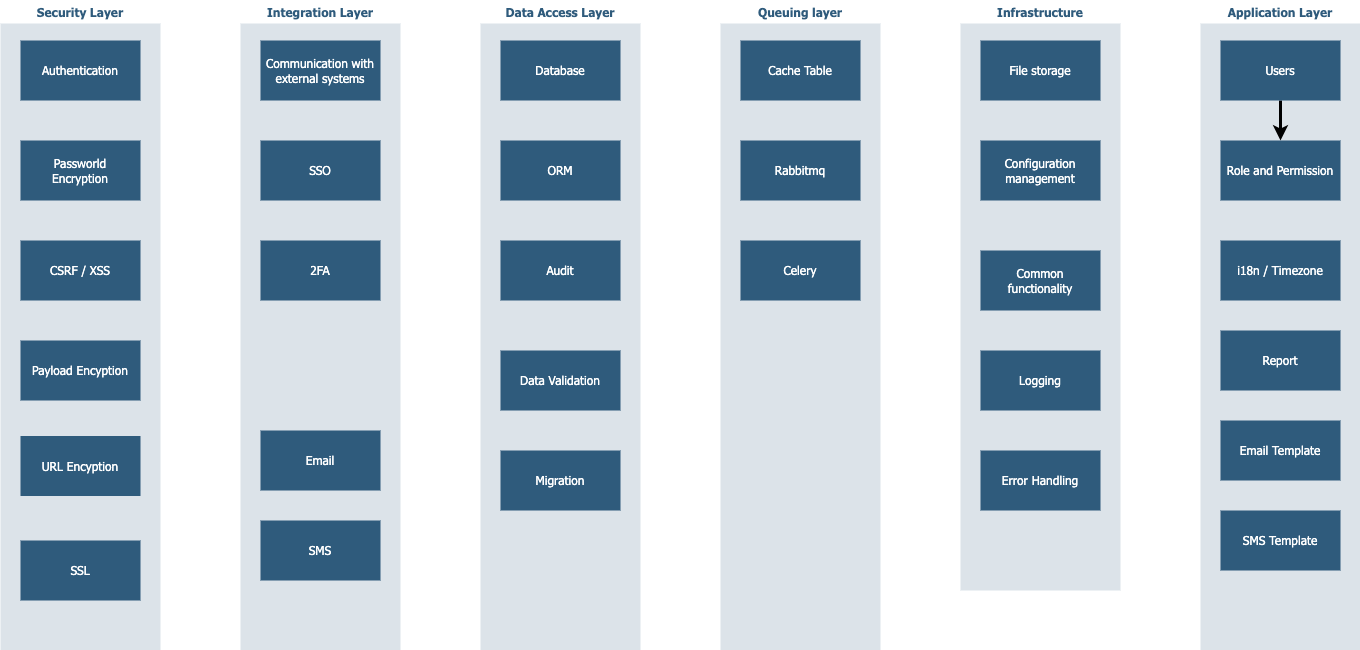 Security Layer
Authentication
Passworld
Encryption
CSRF / XSS
Payload Encyption
URL Encyption
SSL
Integration Layer
Communication with
external systems
SSO
2FA
Email
SMS
Data Access Layer
Database
ORM
Audit
Data Validation
Migration
Queuing layer
Cache Table
Rabbitmq
Celery
Infrastructure
File storage
Configuration
management
Common
functionality
Logging
Error Handling
Application Layer
Users
Role and Permission
i18n / Timezone
Report
Email Template
SMS Template